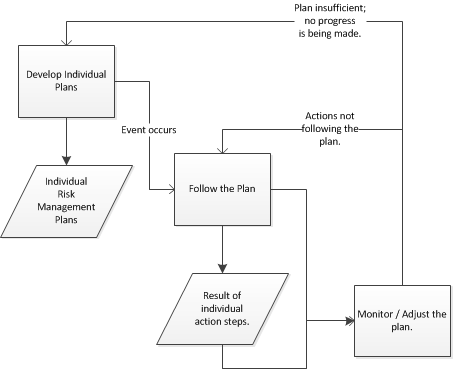 Plan insufficient;
no progress
is being made.
Develop Individual
Plans
Actions not
following the
plan.
Event occurs
Individual
Risk
Management
Plans
Follow the Plan
Result of
individual
action steps.
Monitor / Adjust the
plan.